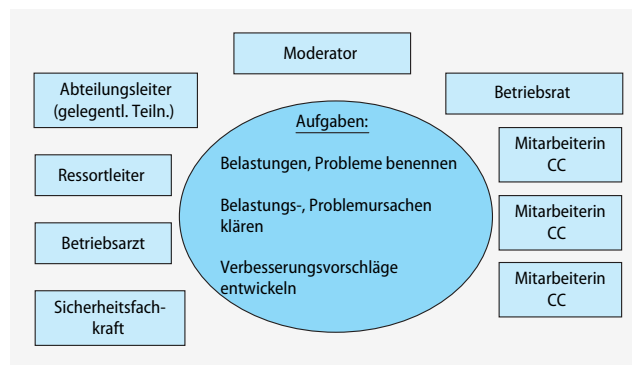 Moderator
Abteilungsleiter
(gelegentl. Teiln.)
Betriebsrat
Aufgaben:
Belastungen, Probleme benennen
Belastungs-, Problemursachen
klären
Verbesserungsvorschläge
entwickeln
Ressortleiter
Betriebsarzt
Sicherheitsfach-
kraft
Mitarbeiterin
CC
Mitarbeiterin
CC
Mitarbeiterin
CC